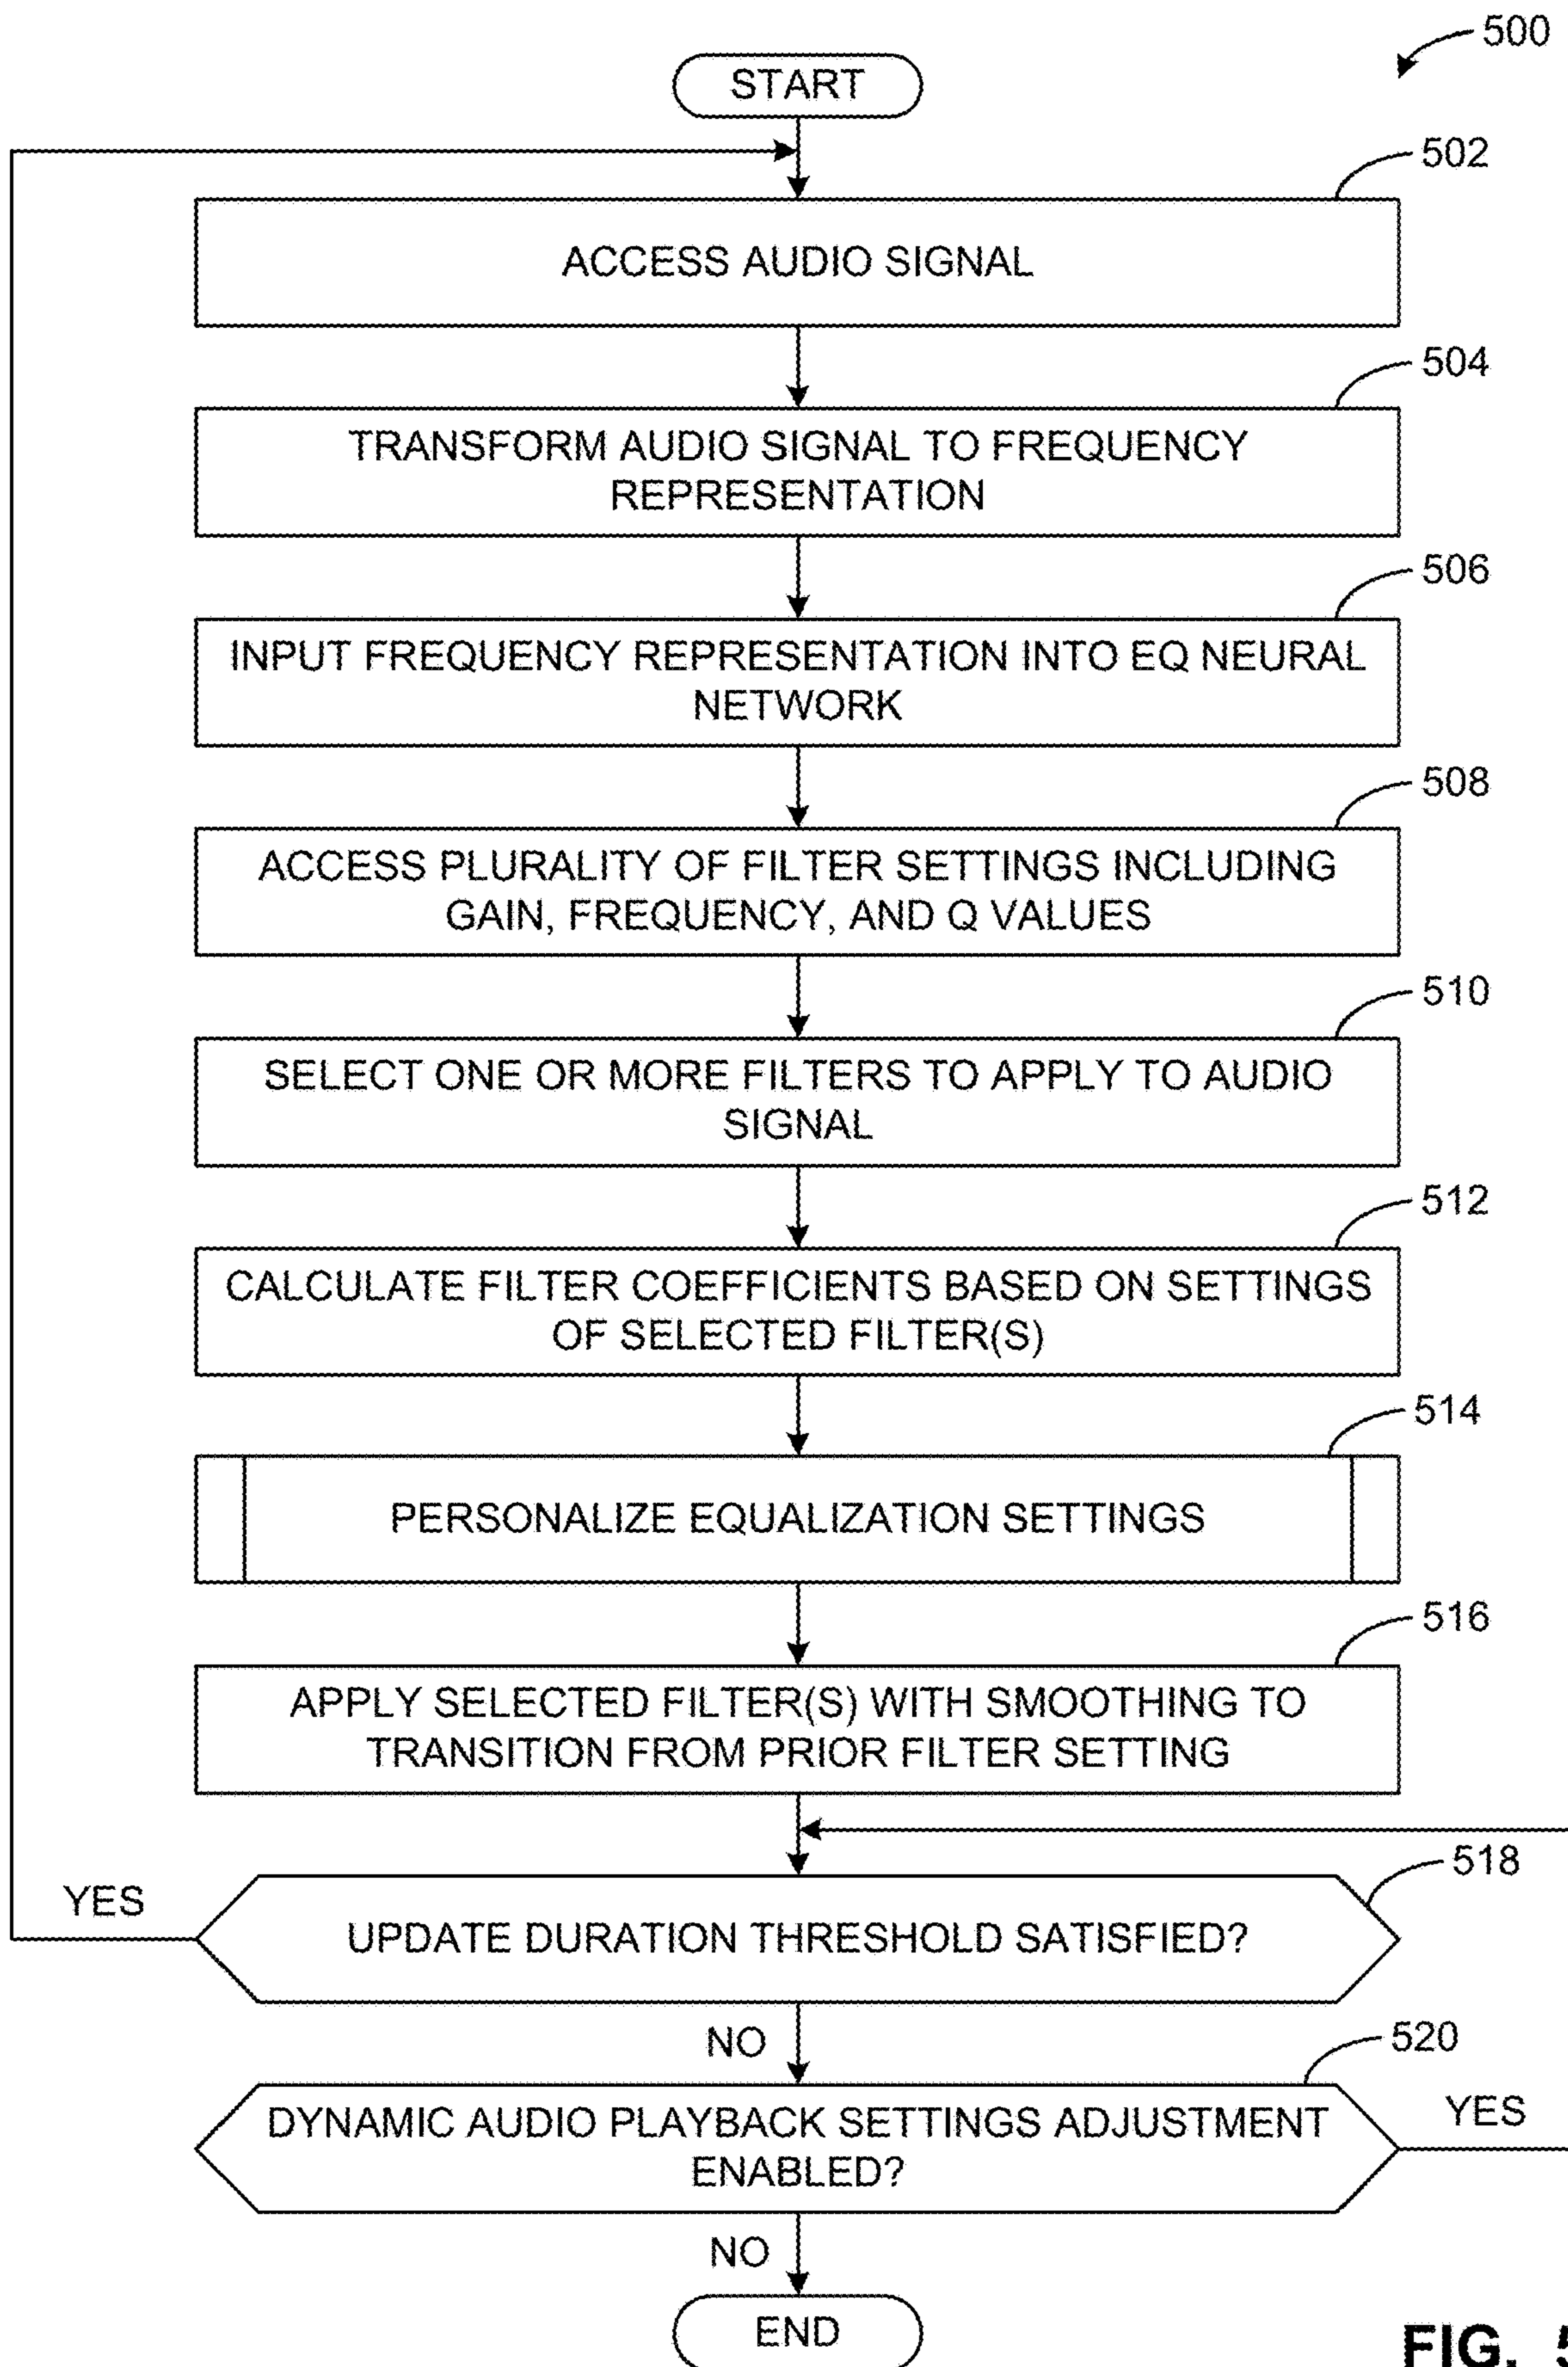 500
START
502
ACCESS AUDIO SIGNAL
504
TRANSFORM AUDIO SIGNAL TO FREQUENCY
REPRESENTATION
506
INPUT FREQUENCY REPRESENTATION INTO EQ NEURAL
NETWORK
508
ACCESS PLURALITY OF FILTER SETTINGS INCLUDING
GAIN, FREQUENCY, AND Q VALUES
510
SELECT ONE OR MORE FILTERS TO APPLY TO AUDIO
SIGNAL
512
CALCULATE FILTER COEFFICIENTS BASED ON SETTINGS
OF SELECTED FILTER(S)
514
PERSONALIZE EQUALIZATION SETTINGS
516
APPLY SELECTED FILTER(S) WITH SMOOTHING TO
TRANSITION FROM PRIOR FILTER SETTING
518
YES
UPDATE DURATION THRESHOLD SATISFIED?
NO
520
DYNAMIC AUDIO PLAYBACK SETTINGS ADJUSTMENT
ENABLED?
YES
NO
END
FIG. 5